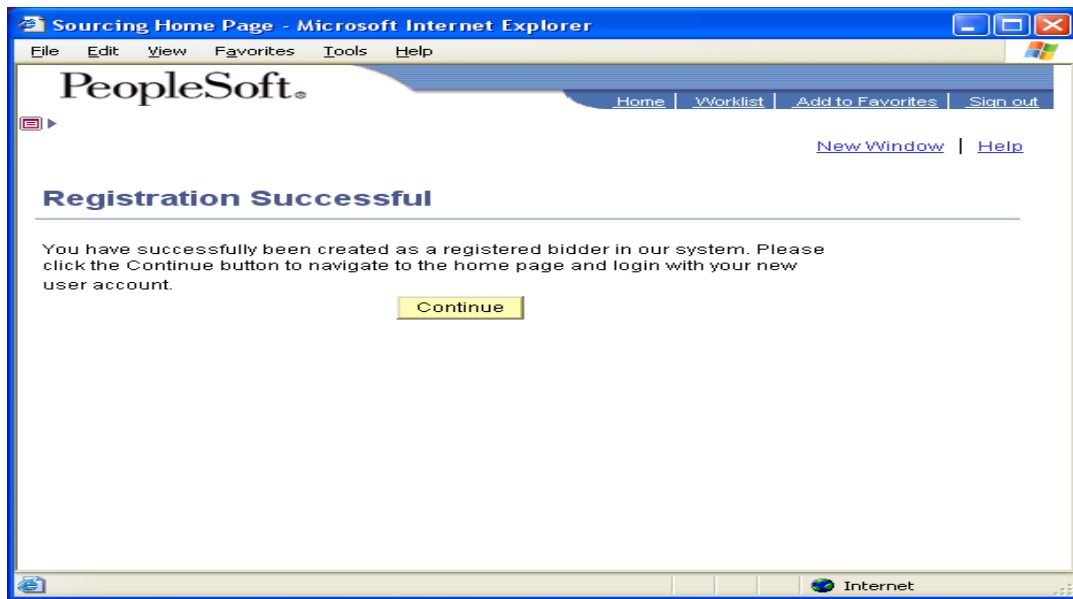 Sourcing Home Page - Microsoft Internet Explorer
File Edit View Favorites Tools Help
PeopleSoft®
Home | Worklist | Add to Favorites | Sign out
New Window | Help
Registration Successful
You have successfully been created as a registered bidder in our system. Please
click the Continue button to navigate to the home page and login with your new
user account.
Continue
Internet